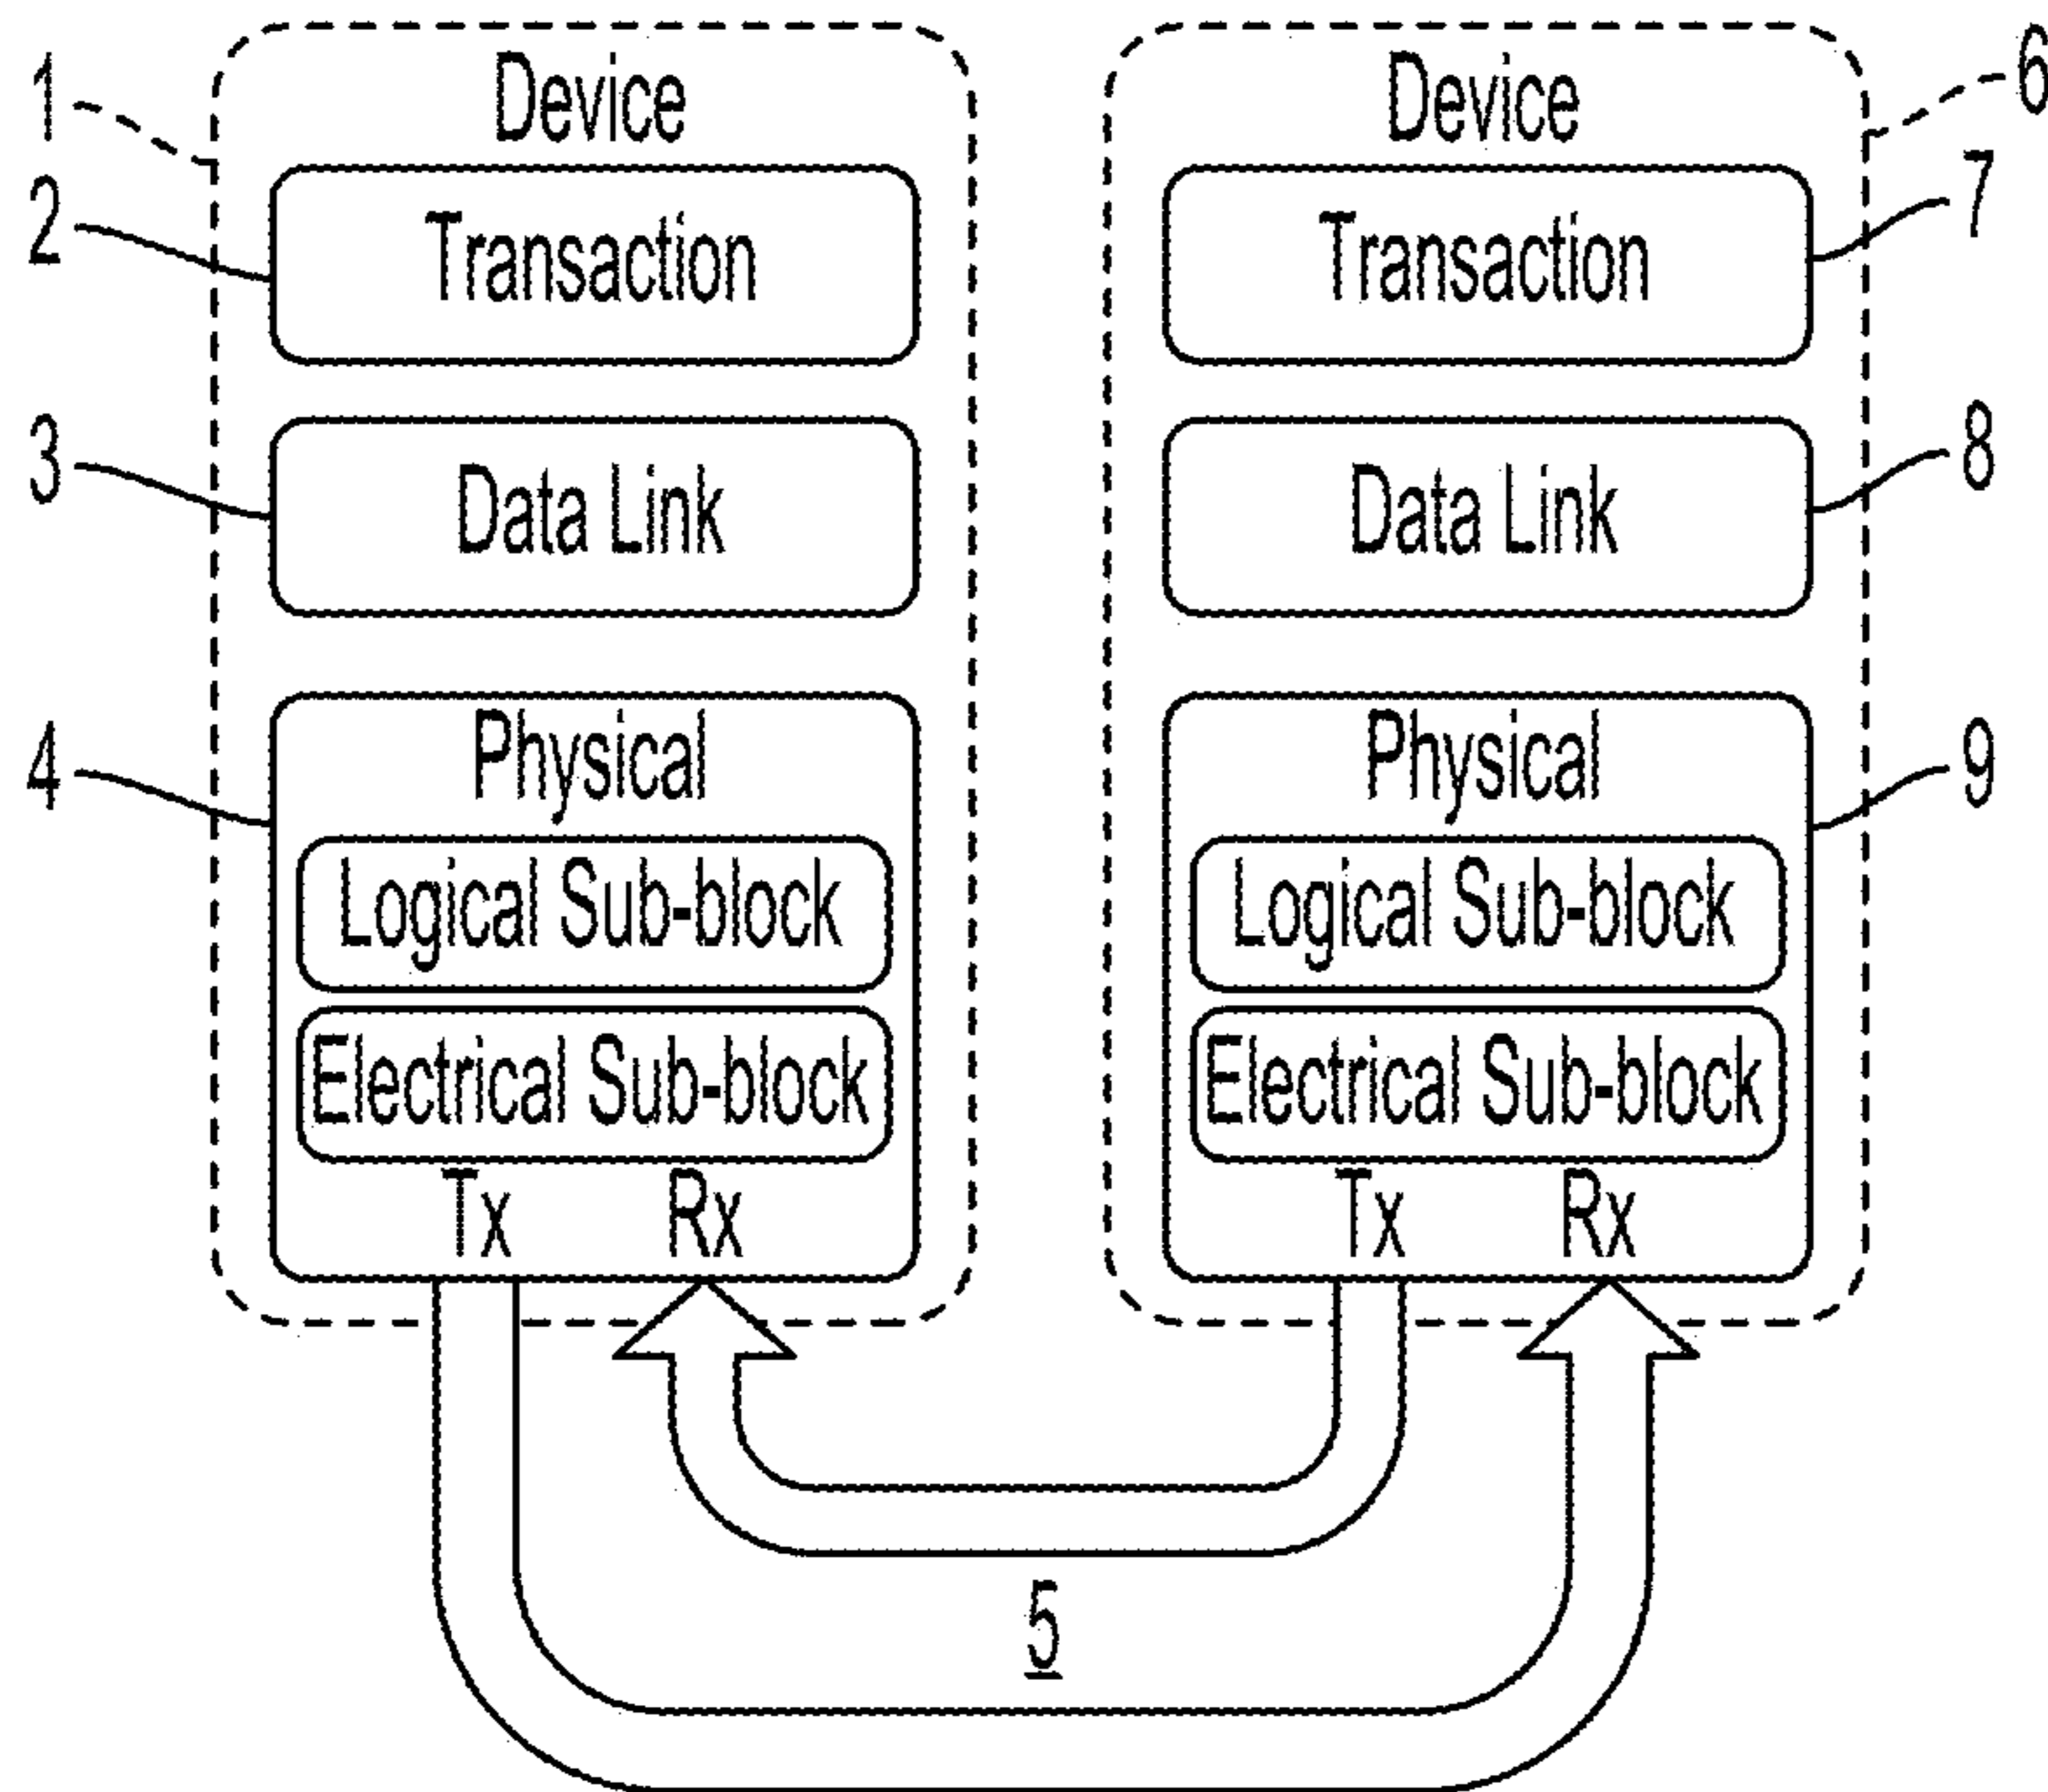 1
Device
2
Transaction
3
Data Link
4
Physical
Logical Sub-block
Electrical Sub-block
Tx Rx
Device
6
Transaction
7
Data Link
8
Physical
9
Logical Sub-block
Electrical Sub-block
Tx Rx
5